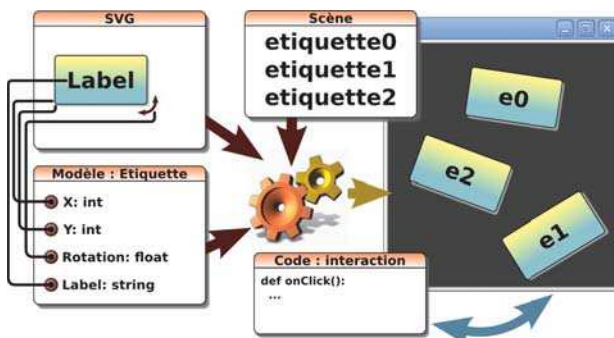 SVG
Label
Modèle : Etiquette
X: int
Y: int
Rotation: float
Label: string
Scène
etiquette0
etiquette1
etiquette2
Code : interaction
def onClick():
...
e0
e2
e1